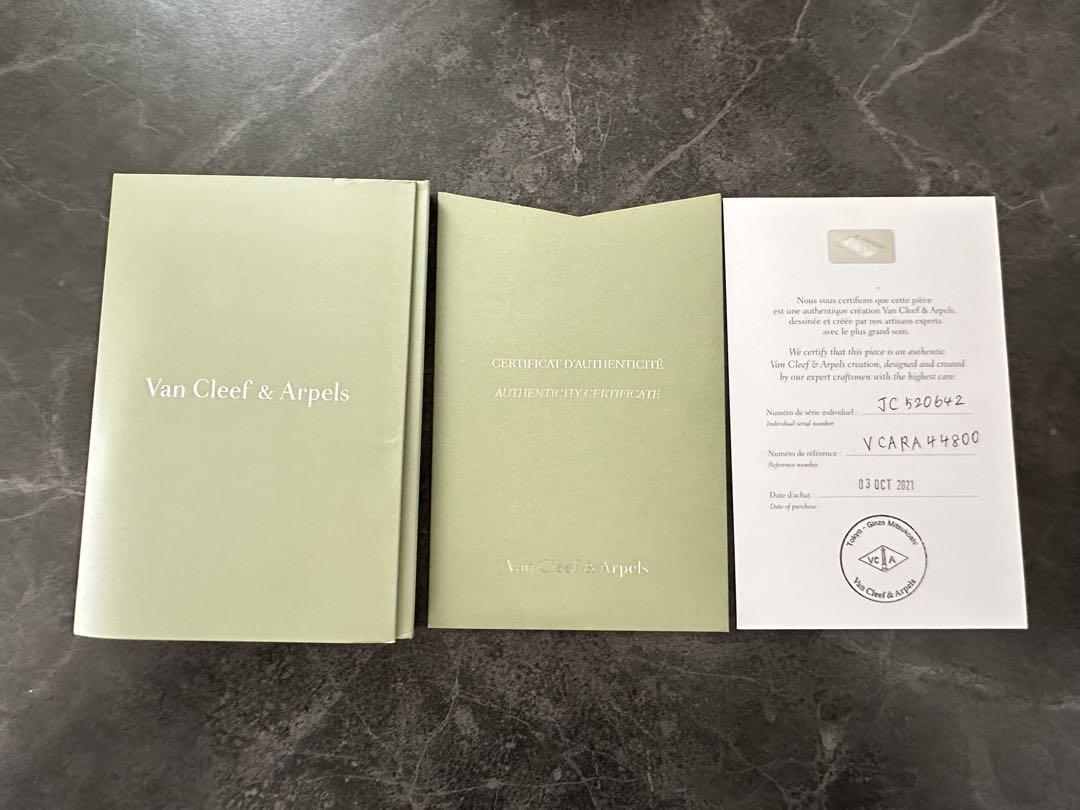 Van Cleef & Arpels
CERTIFICAT D'AUTHENTICITÉ
AUTHENTICITY CERTIFICATE
Van Cleef & Arpels
Nous vous certifions que cette pièce
est une authentique création Van Cleef & Arpels,
dessinée et créée par nos artisans experts
avec le plus grand soin.
We certify that this piece is an authentic
Van Cleef & Arpels creation, designed and created
by our expert craftsmen with the highest care.
Numéro de série individuel : JC 520642
Individual serial number
Numéro de référence : VCARA44800
Reference number
Date d'achat : 03 OCT 2021
Date of purchase
Tokyo - Ginza Mitsukoshi
VC A
Van Cleef & Arpels